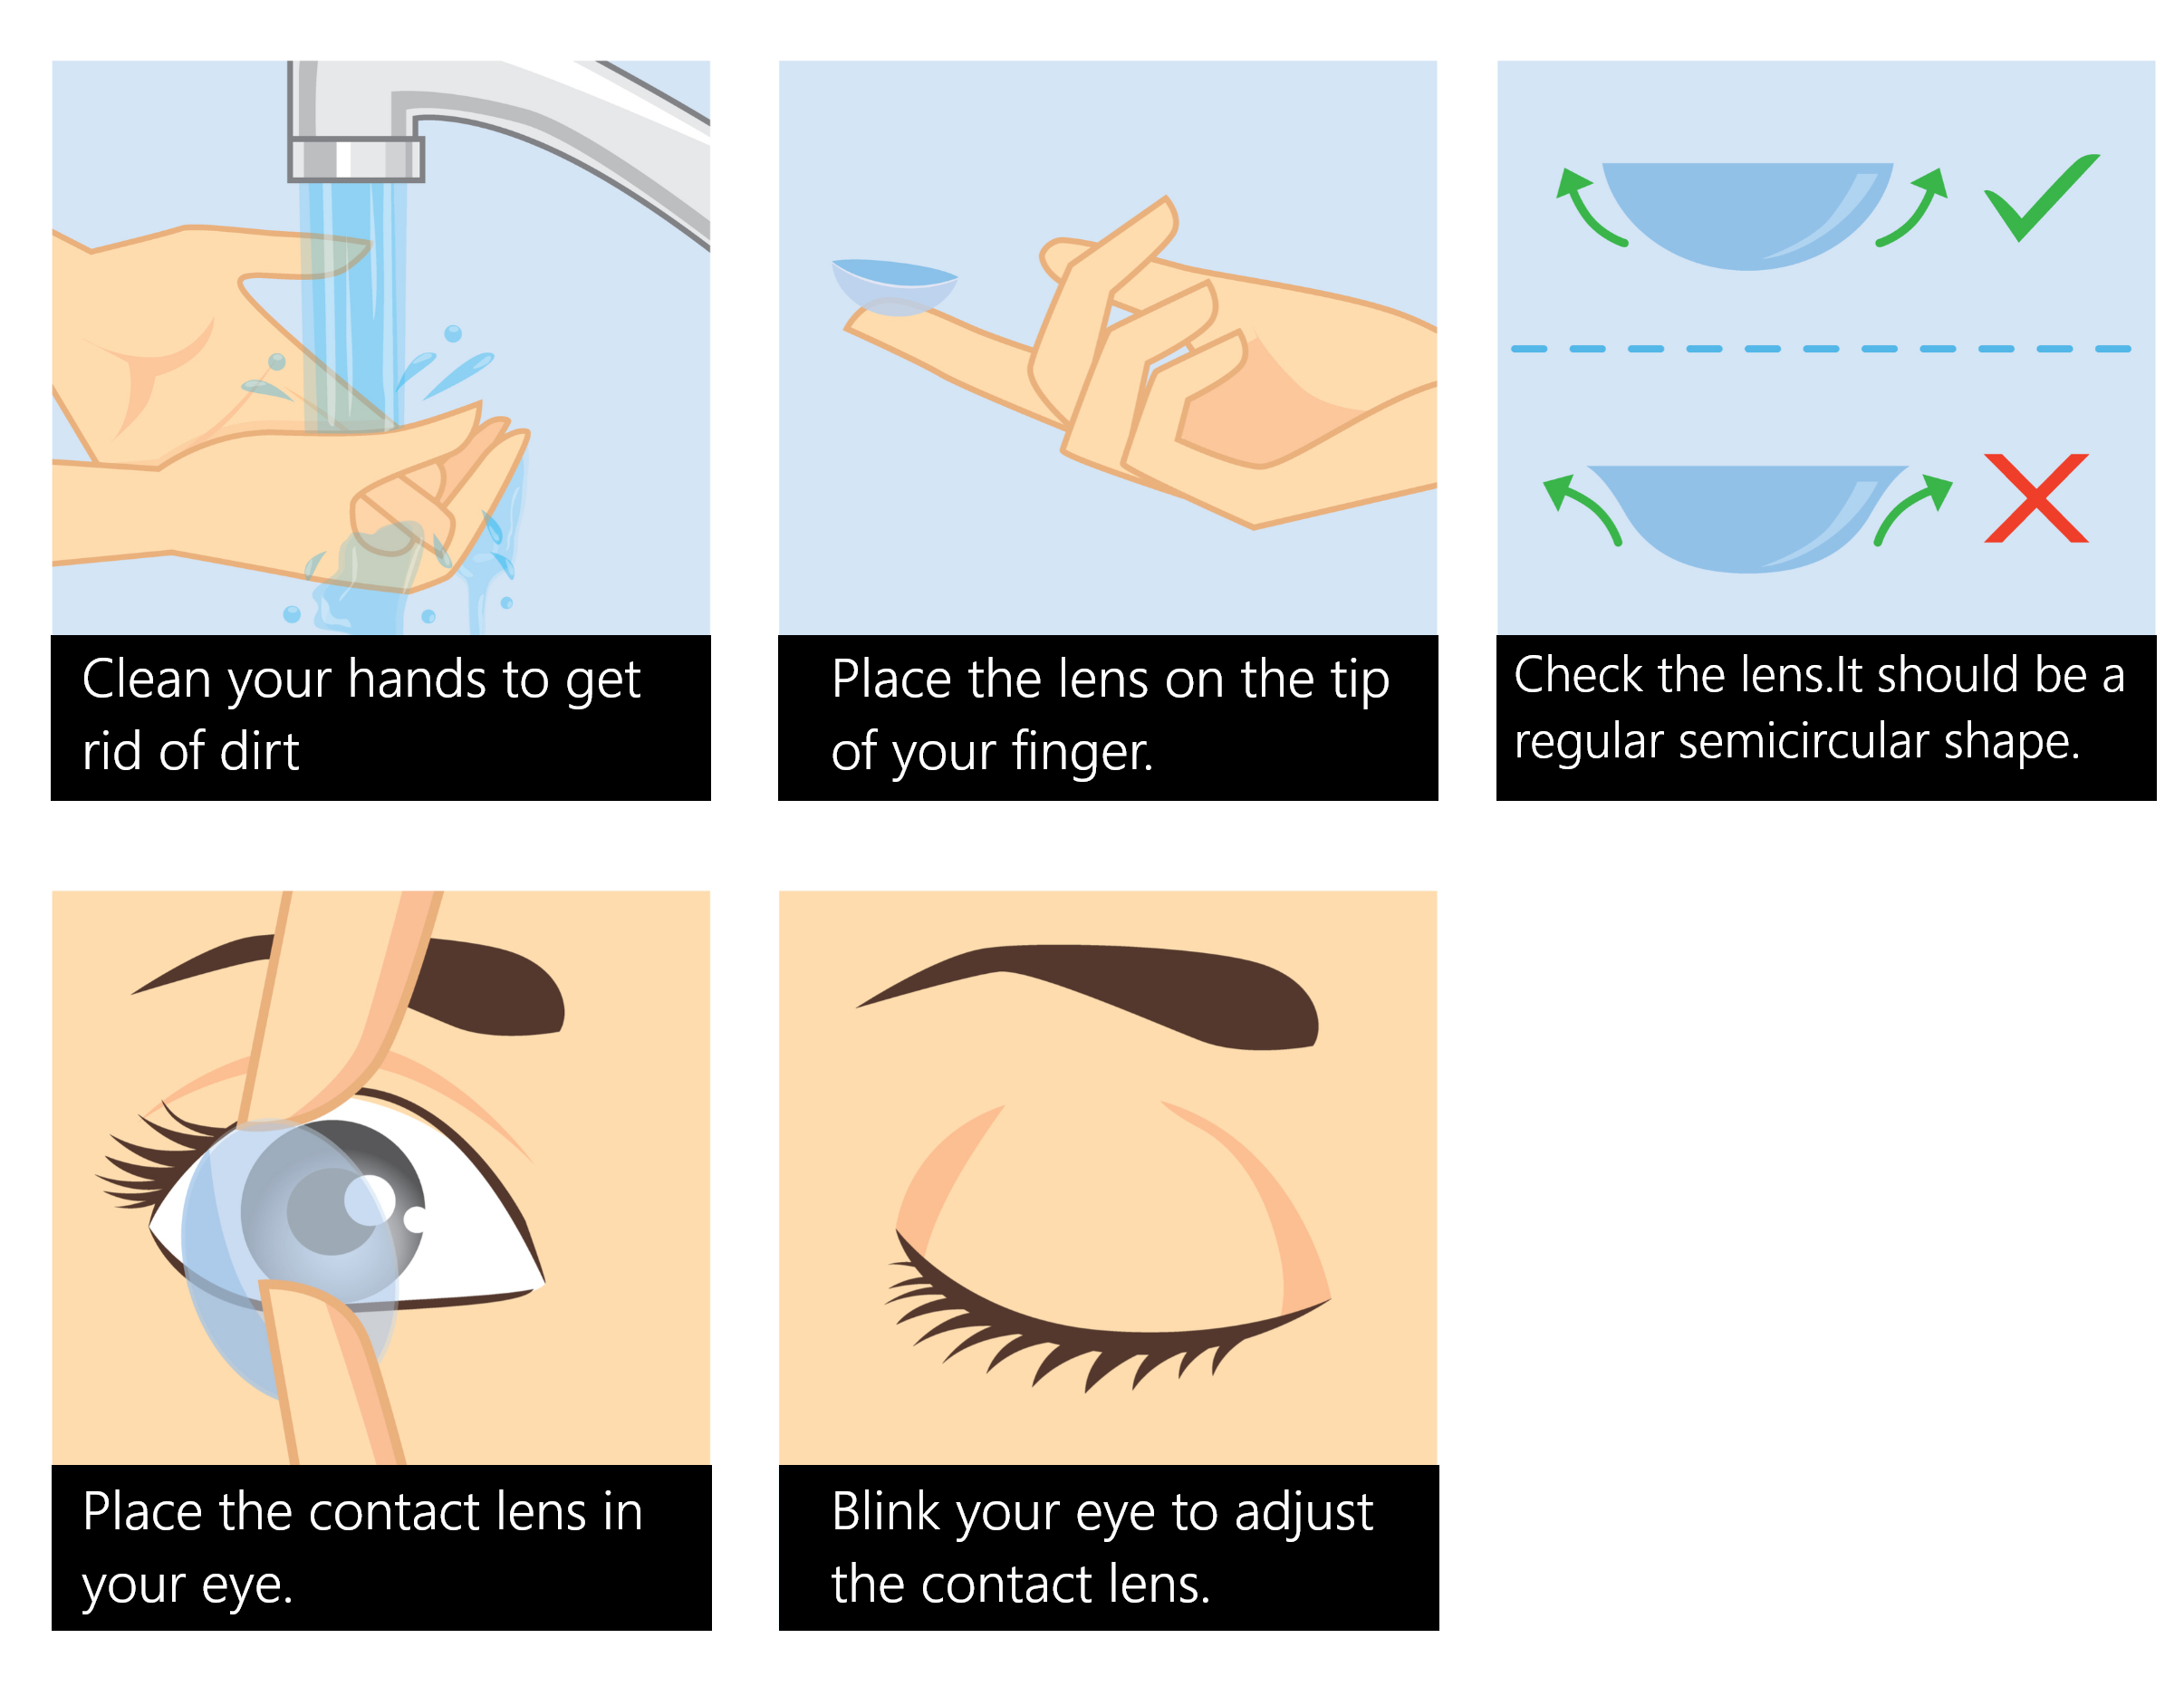 Clean your hands to get
rid of dirt
Place the lens on the tip
of your finger.
Check the lens.It should be a
regular semicircular shape.
Place the contact lens in
your eye.
Blink your eye to adjust
the contact lens.